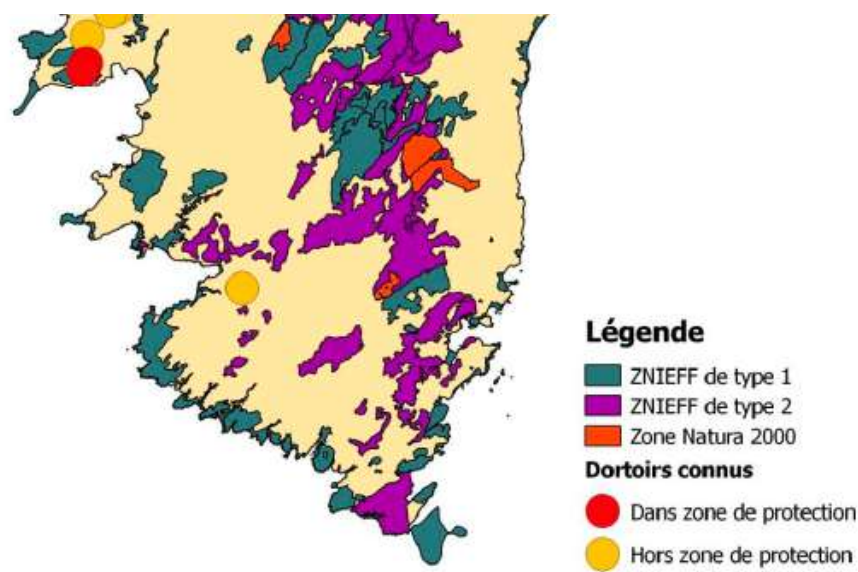 Légende
ZNIEFF de type 1
ZNIEFF de type 2
Zone Natura 2000
Dortoirs connus
Dans zone de protection
Hors zone de protection